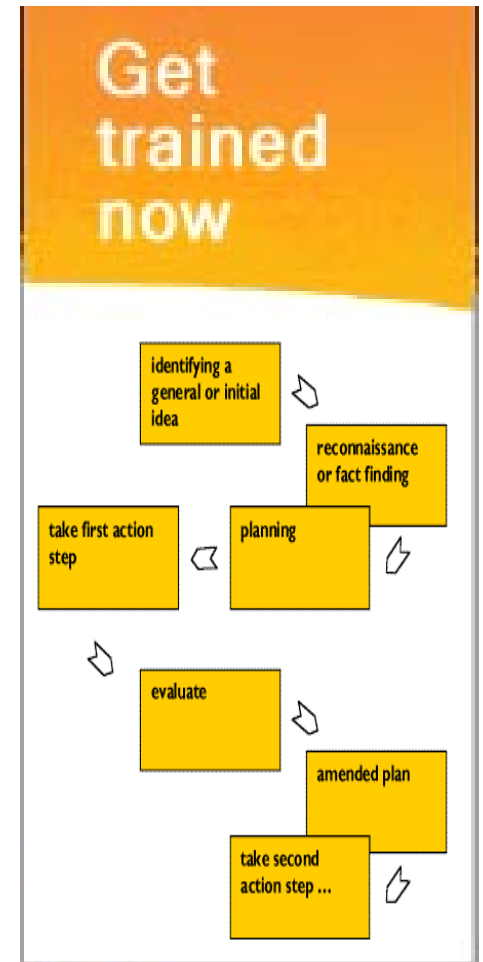 Get
trained
now
identifying a
general or initial
idea
reconnaissance
or fact finding
planning
take first action
step
evaluate
amended plan
take second
action step ...